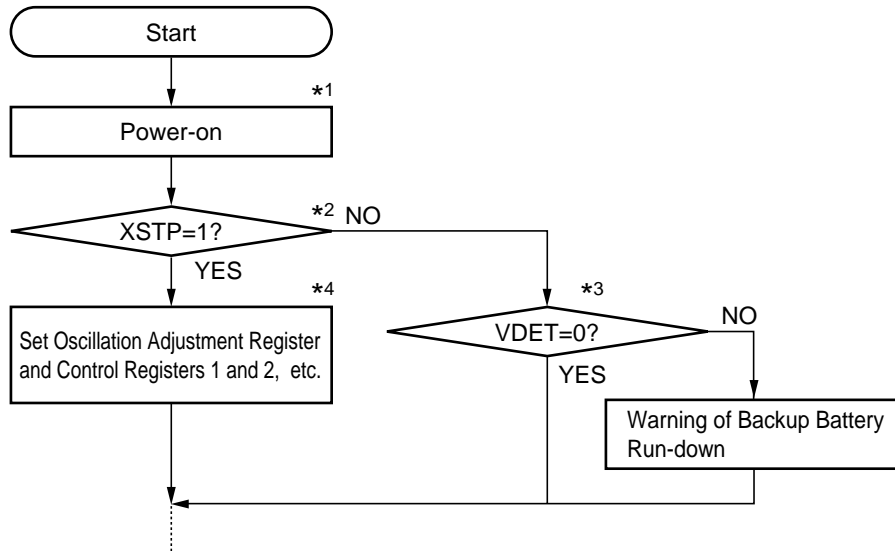 Start
*1
Power-on
*2
XSTP=1?
NO
YES
*4
Set Oscillation Adjustment Register
and Control Registers 1 and 2, etc.
*3
VDET=0?
NO
YES
Warning of Backup Battery
Run-down